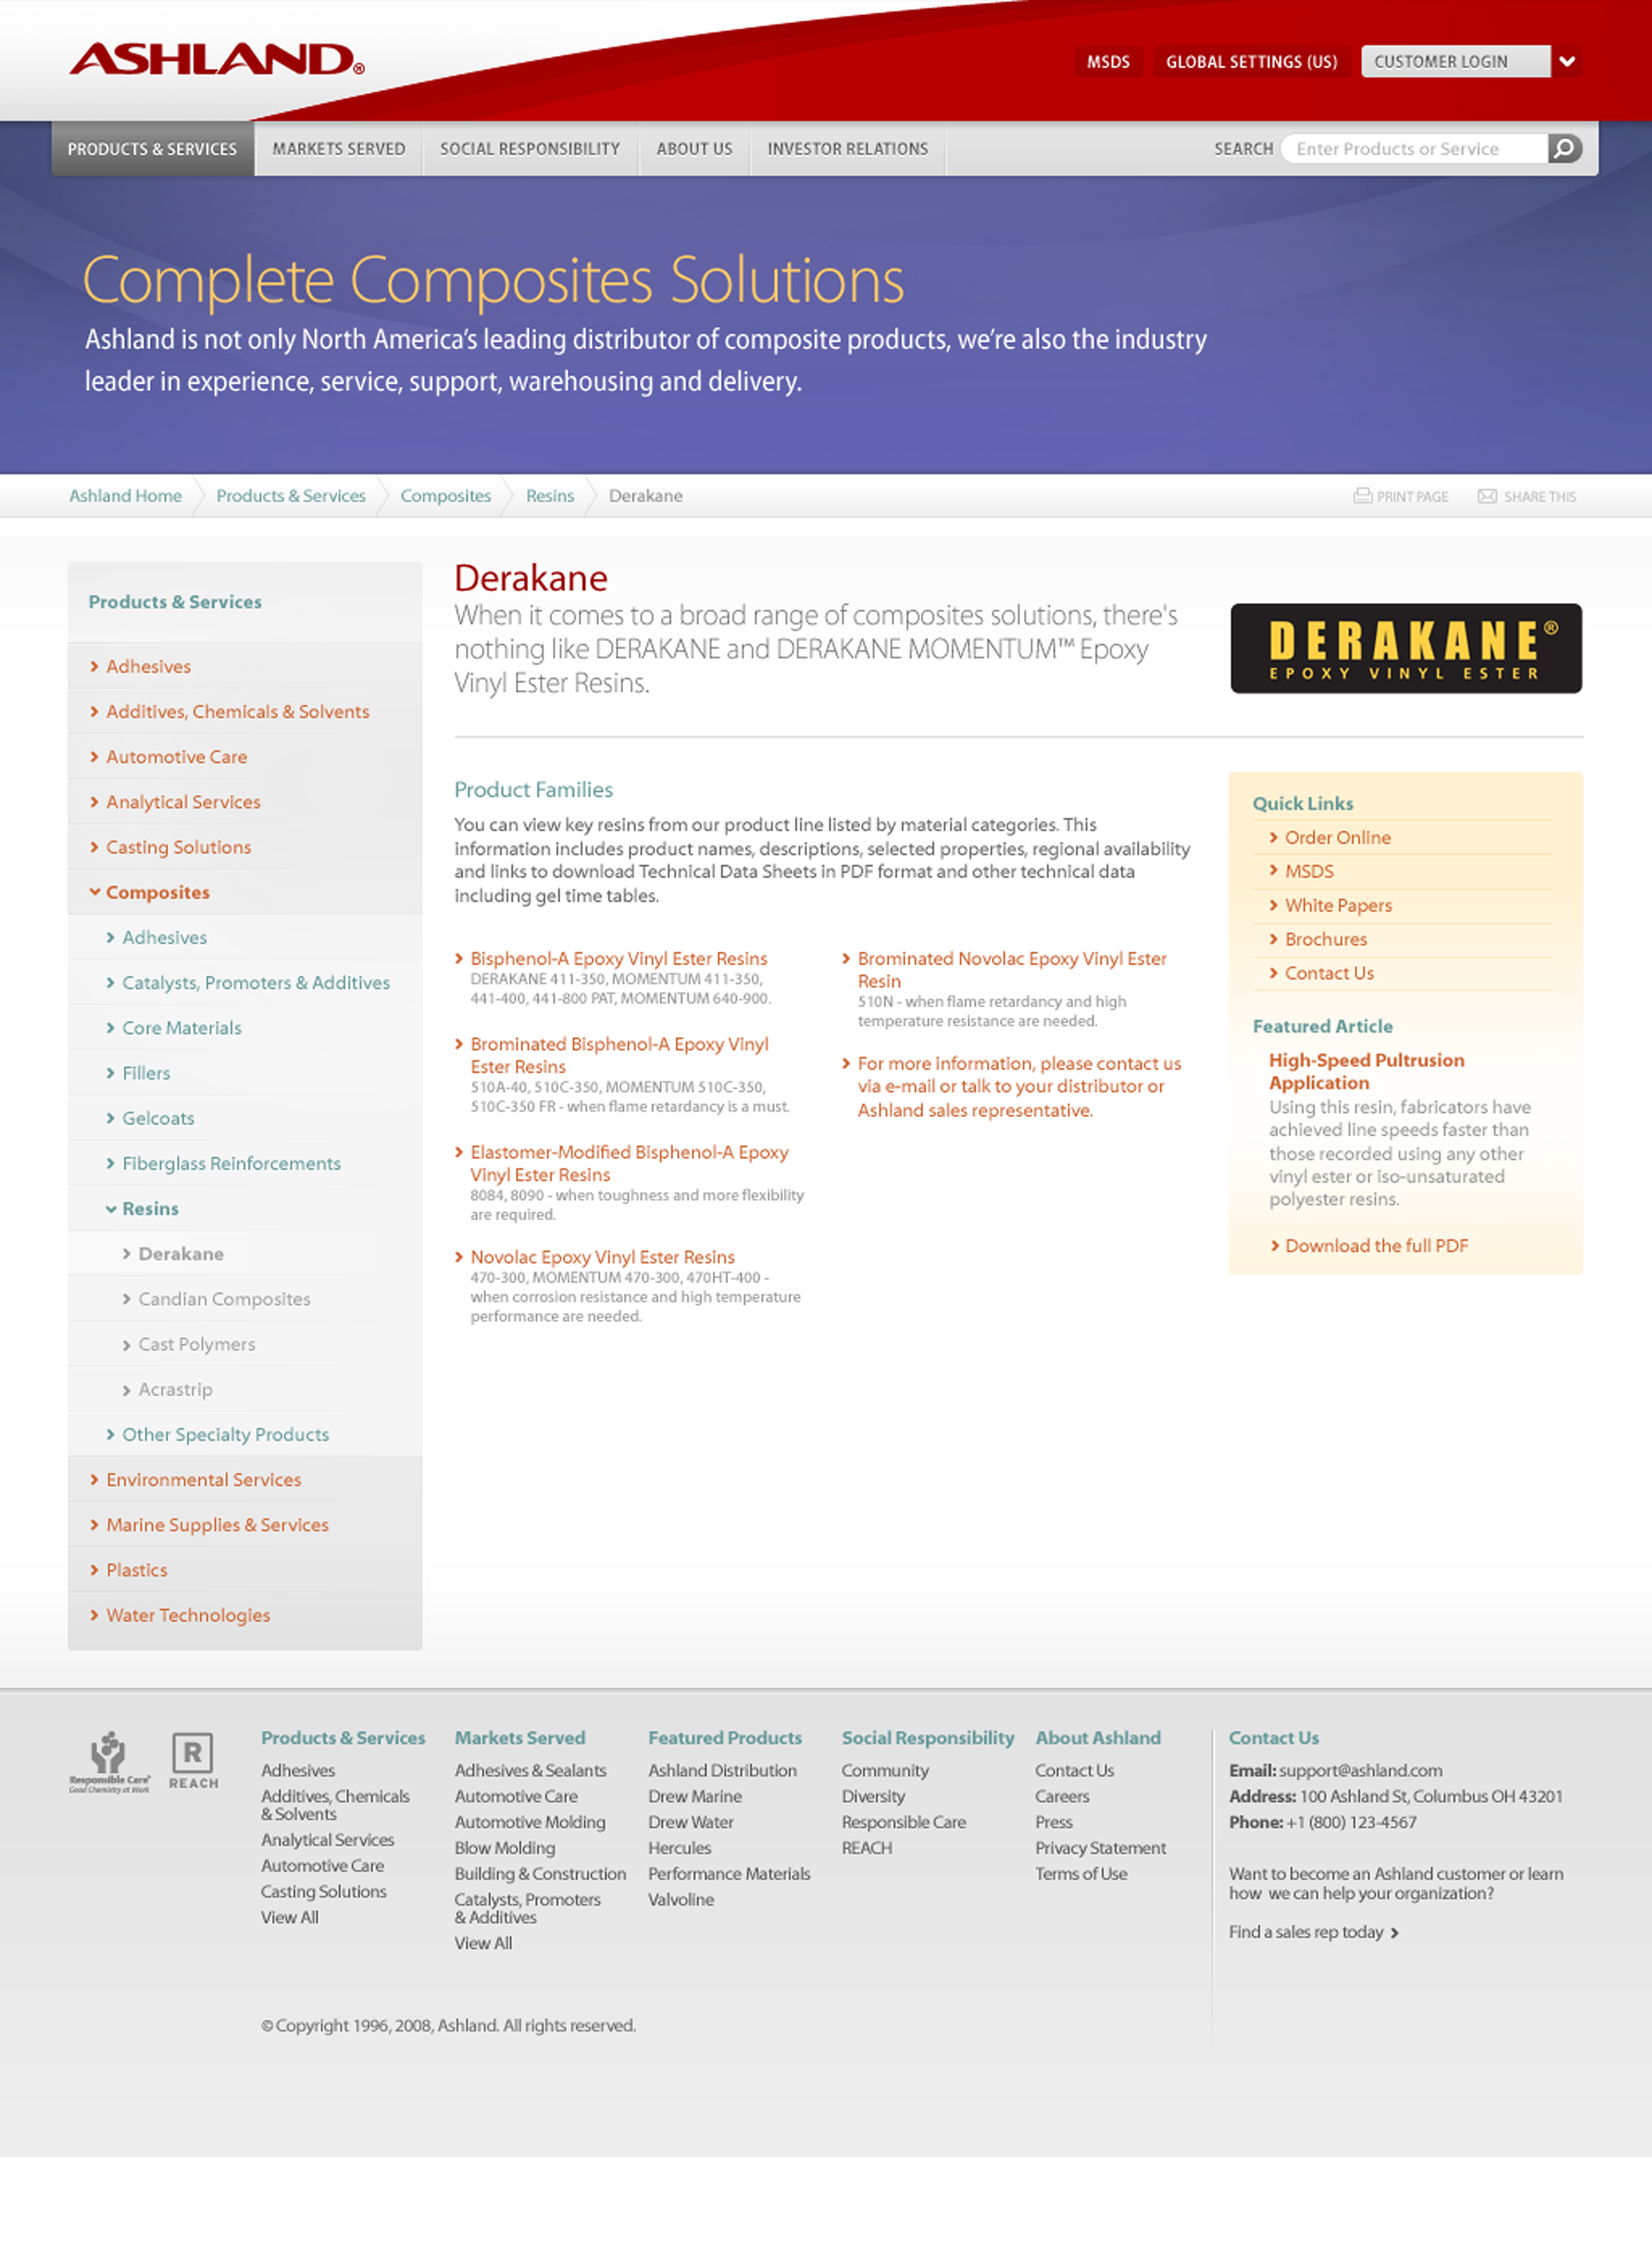 ASHLAND®
MSDS
GLOBAL SETTINGS (US)
CUSTOMER LOGIN
PRODUCTS & SERVICES
MARKETS SERVED
SOCIAL RESPONSIBILITY
ABOUT US
INVESTOR RELATIONS
SEARCH
Enter Products or Service
Complete Composites Solutions
Ashland is not only North America's leading distributor of composite products, we're also the industry
leader in experience, service, support, warehousing and delivery.
Ashland Home
Products & Services
Composites
Resins
Derakane
PRINT PAGE
SHARE THIS
Products & Services
Adhesives
Additives, Chemicals & Solvents
Automotive Care
Analytical Services
Casting Solutions
Composites
Adhesives
Catalysts, Promoters & Additives
Core Materials
Fillers
Gelcoats
Fiberglass Reinforcements
Resins
Derakane
Candian Composites
Cast Polymers
Acrastrip
Other Specialty Products
Environmental Services
Marine Supplies & Services
Plastics
Water Technologies
Derakane
When it comes to a broad range of composites solutions, there's
nothing like DERAKANE and DERAKANE MOMENTUM™ Epoxy
Vinyl Ester Resins.
DERAKANE®
EPOXY VINYL ESTER
Product Families
You can view key resins from our product line listed by material categories. This
information includes product names, descriptions, selected properties, regional availability
and links to download Technical Data Sheets in PDF format and other technical data
including gel time tables.
Bisphenol-A Epoxy Vinyl Ester Resins
DERAKANE 411-350, MOMENTUM 411-350,
441-400, 441-800 PAT, MOMENTUM 640-900.
Brominated Bisphenol-A Epoxy Vinyl
Ester Resins
510A-40, 510C-350, MOMENTUM 510C-350,
510C-350 FR - when flame retardancy is a must.
Elastomer-Modified Bisphenol-A Epoxy
Vinyl Ester Resins
8084, 8090 - when toughness and more flexibility
are required.
Novolac Epoxy Vinyl Ester Resins
470-300, MOMENTUM 470-300, 470HT-400 -
when corrosion resistance and high temperature
performance are needed.
Brominated Novolac Epoxy Vinyl Ester
Resin
510N - when flame retardancy and high
temperature resistance are needed.
For more information, please contact us
via e-mail or talk to your distributor or
Ashland sales representative.
Quick Links
Order Online
MSDS
White Papers
Brochures
Contact Us
Featured Article
High-Speed Pultrusion
Application
Using this resin, fabricators have
achieved line speeds faster than
those recorded using any other
vinyl ester or iso-unsaturated
polyester resins.
Download the full PDF
Responsible Care®
Good Chemistry at Work
R
REACH
Products & Services
Adhesives
Additives, Chemicals
& Solvents
Analytical Services
Automotive Care
Casting Solutions
View All
Markets Served
Adhesives & Sealants
Automotive Care
Automotive Molding
Blow Molding
Building & Construction
Catalysts, Promoters
& Additives
View All
Featured Products
Ashland Distribution
Drew Marine
Drew Water
Hercules
Performance Materials
Valvoline
Social Responsibility
Community
Diversity
Responsible Care
REACH
About Ashland
Contact Us
Careers
Press
Privacy Statement
Terms of Use
Contact Us
Email: support@ashland.com
Address: 100 Ashland St, Columbus OH 43201
Phone: +1 (800) 123-4567
Want to become an Ashland customer or learn
how we can help your organization?
Find a sales rep today
© Copyright 1996, 2008, Ashland. All rights reserved.